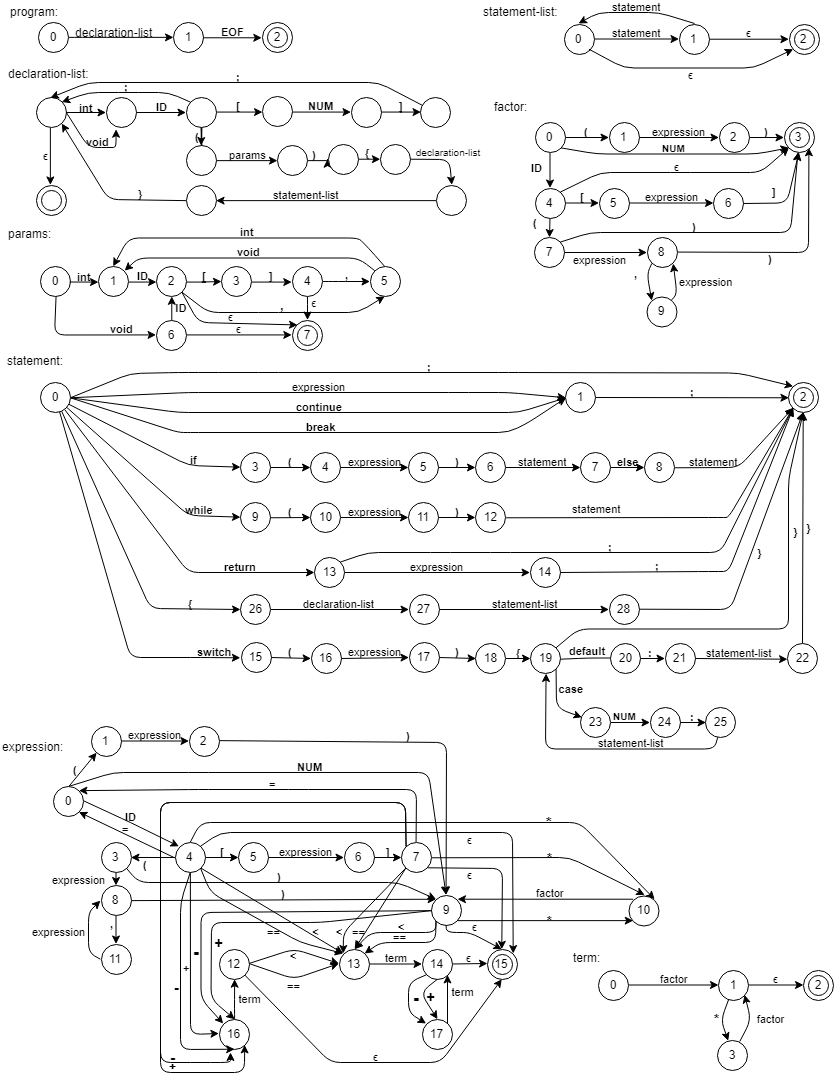 program:
0 declaration-list 1 EOF 2
statement-list:
statement
0 statement 1 ϵ 2
ϵ
declaration-list:
;
;
int ID [ NUM ]
void
(
ϵ
params ) { declaration-list
} statement-list
factor:
0 ( 1 expression 2 ) 3
NUM
ID
ϵ
4 [ 5 expression 6 ]
( )
7 expression 8 )
, expression
9
params:
int
void
0 int 1 ID 2 [ 3 ] 4 , 5
ID , ϵ
ϵ
void 6 ϵ 7
statement:
;
0 expression 1 ; 2
continue
break
if 3 ( 4 expression 5 ) 6 statement 7 else 8 statement
while 9 ( 10 expression 11 ) 12 statement
} }
;
return 13 expression 14 ;
}
{ 26 declaration-list 27 statement-list 28
switch 15 ( 16 expression 17 ) 18 { 19 default 20 : 21 statement-list 22
case
23 NUM 24 : 25
statement-list
expression:
1 expression 2 )
(
NUM
=
0
ID
=
*
ϵ
3 ( 4 [ 5 expression 6 ] 7 *
ϵ
expression )
8 ) 9 factor 10
*
, == < < == < == ϵ
expression
11
- + +
12 < 13 term 14 ϵ 15
==
- term - + term
16 17
ϵ
-
+
term:
0 factor 1 ϵ 2
* factor
3